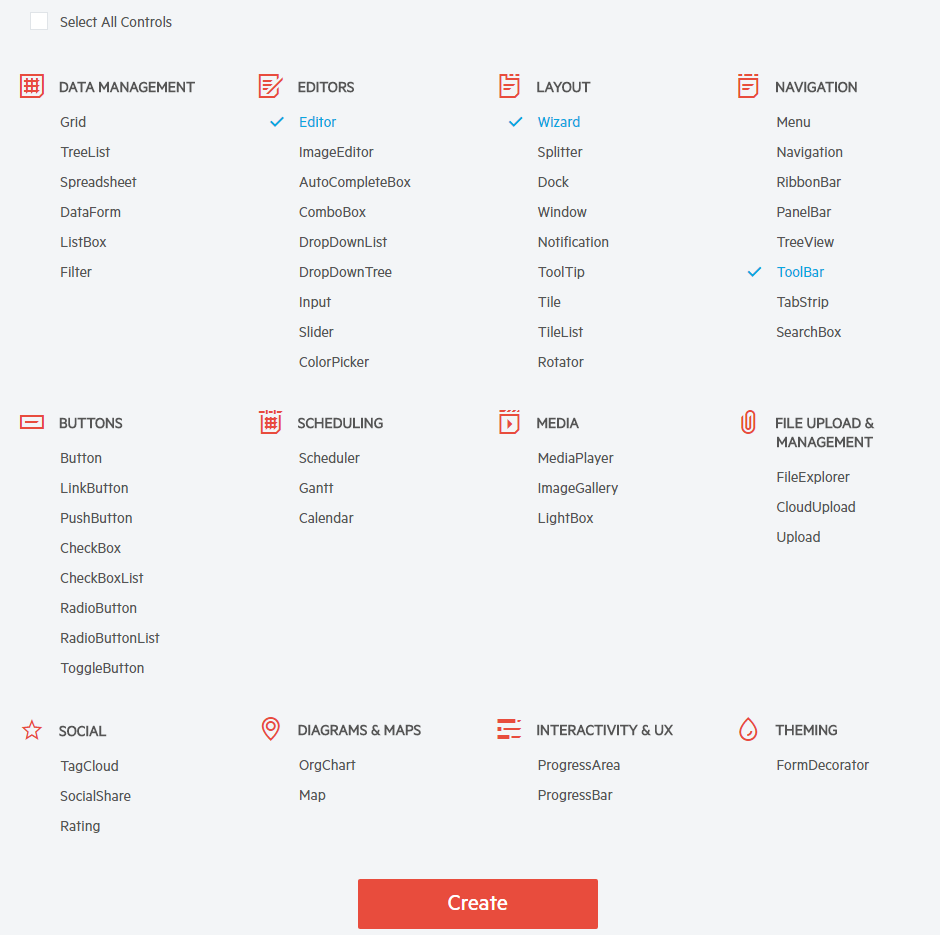 Select All Controls
DATA MANAGEMENT
Grid
TreeList
Spreadsheet
DataForm
ListBox
Filter
EDITORS
Editor
ImageEditor
AutoCompleteBox
ComboBox
DropDownList
DropDownTree
Input
Slider
ColorPicker
LAYOUT
Wizard
Splitter
Dock
Window
Notification
ToolTip
Tile
TileList
Rotator
NAVIGATION
Menu
Navigation
RibbonBar
PanelBar
TreeView
ToolBar
TabStrip
SearchBox
BUTTONS
Button
LinkButton
PushButton
CheckBox
CheckBoxList
RadioButton
RadioButtonList
ToggleButton
SCHEDULING
Scheduler
Gantt
Calendar
MEDIA
MediaPlayer
ImageGallery
LightBox
FILE UPLOAD &
MANAGEMENT
FileExplorer
CloudUpload
Upload
SOCIAL
TagCloud
SocialShare
Rating
DIAGRAMS & MAPS
OrgChart
Map
INTERACTIVITY & UX
ProgressArea
ProgressBar
THEMING
FormDecorator
Create